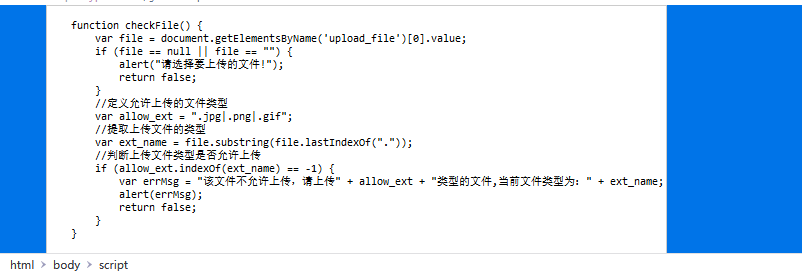 function checkFile() {
    var file = document.getElementsByName('upload_file')[0].value;
    if (file == null || file == "") {
        alert("请选择要上传的文件!");
        return false;
    }
    //定义允许上传的文件类型
    var allow_ext = ".jpg|.png|.gif";
    //提取上传文件的类型
    var ext_name = file.substring(file.lastIndexOf("."));
    //判断上传文件类型是否允许上传
    if (allow_ext.indexOf(ext_name) == -1) {
        var errMsg = "该文件不允许上传，请上传" + allow_ext + "类型的文件,当前文件类型为：" + ext_name;
        alert(errMsg);
        return false;
    }
}
html > body > script